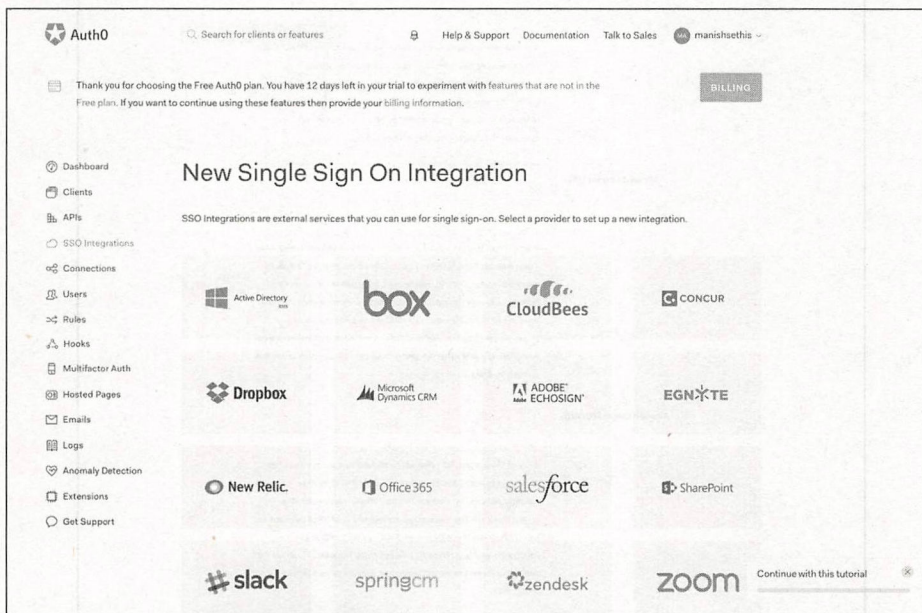 Auth0
Search for clients or features
Help & Support
Documentation
Talk to Sales
MA
manishsethis
Thank you for choosing the Free Auth0 plan. You have 12 days left in your trial to experiment with features that are not in the
Free plan. If you want to continue using these features then provide your billing information.
BILLING
Dashboard
Clients
APIs
SSO Integrations
Connections
Users
Rules
Hooks
Multifactor Auth
Hosted Pages
Emails
Logs
Anomaly Detection
Extensions
Get Support
New Single Sign On Integration
SSO Integrations are external services that you can use for single sign-on. Select a provider to set up a new integration.
Active Directory
box
CloudBees
C.
CONCUR
Dropbox
Microsoft
Dynamics CRM
ADOBE™
ECHOSIGN™
EGNYTE
New Relic.
Office 365
salesforce
SharePoint
slack
springcm
zendesk
zoom
Continue with this tutorial